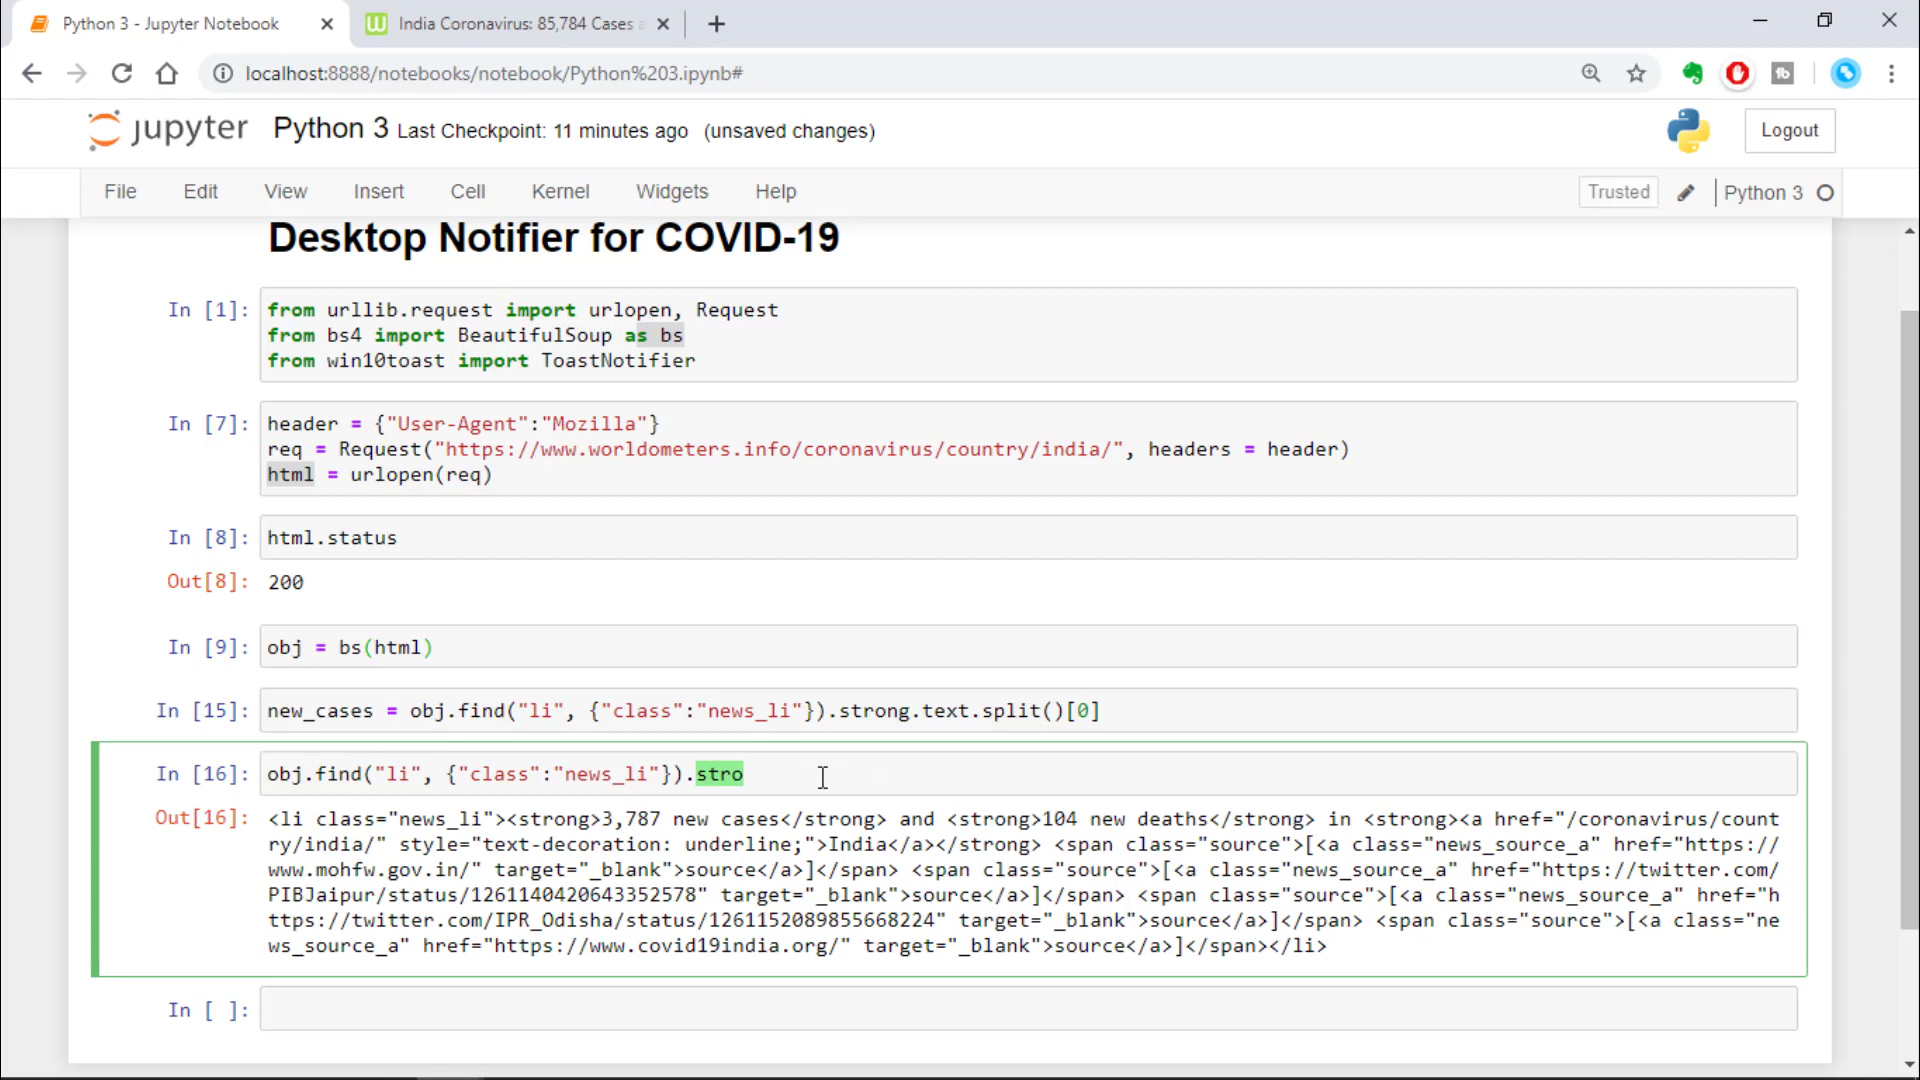 Python 3 - Jupyter Notebook
India Coronavirus: 85,784 Cases a
localhost:8888/notebooks/notebook/Python%203.ipynb#
jupyter Python 3 Last Checkpoint: 11 minutes ago (unsaved changes)
Logout
File Edit View Insert Cell Kernel Widgets Help
Trusted Python 3
Desktop Notifier for COVID-19
In [1]: from urllib.request import urlopen, Request
from bs4 import BeautifulSoup as bs
from win10toast import ToastNotifier
In [7]: header = {"User-Agent":"Mozilla"}
req = Request("https://www.worldometers.info/coronavirus/country/india/", headers = header)
html = urlopen(req)
In [8]: html.status
Out[8]: 200
In [9]: obj = bs(html)
In [15]: new_cases = obj.find("li", {"class":"news_li"}).strong.text.split()[0]
In [16]: obj.find("li", {"class":"news_li"}).stro
Out[16]: <li class="news_li"><strong>3,787 new cases</strong> and <strong>104 new deaths</strong> in <strong><a href="/coronavirus/count
ry/india/" style="text-decoration: underline;">India</a></strong> <span class="source">[<a class="news_source_a" href="https://
www.mohfw.gov.in/" target="_blank">source</a>]</span> <span class="source">[<a class="news_source_a" href="https://twitter.com/
PIBJaipur/status/1261140420643352578" target="_blank">source</a>]</span> <span class="source">[<a class="news_source_a" href="h
ttps://twitter.com/IPR_Odisha/status/1261152089855668224" target="_blank">source</a>]</span> <span class="source">[<a class="ne
ws_source_a" href="https://www.covid19india.org/" target="_blank">source</a>]</span></li>
In [ ]: